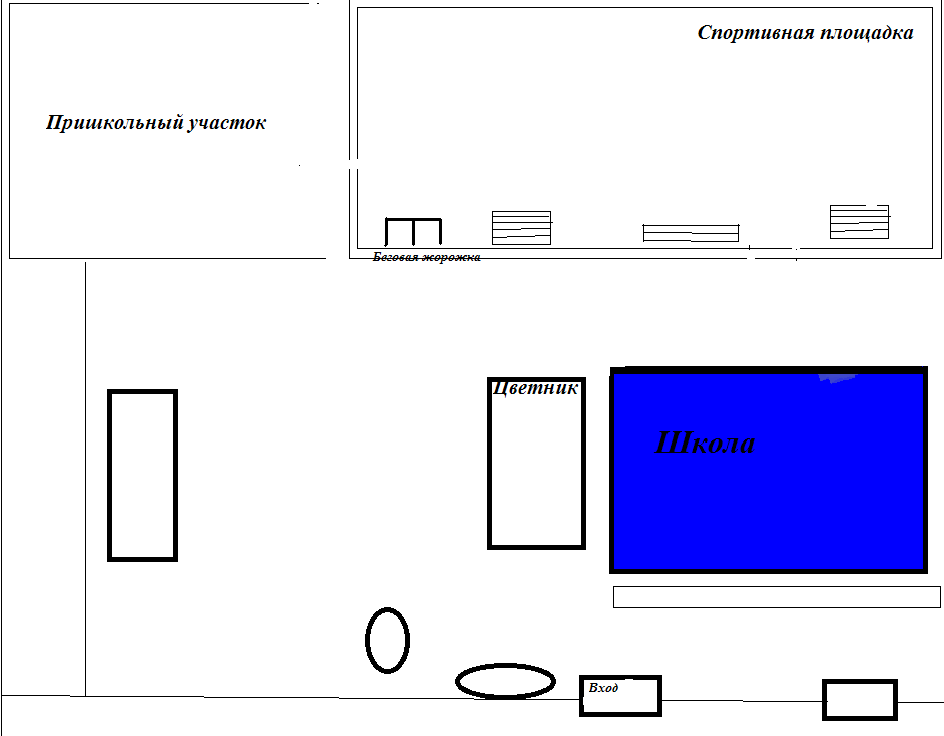 Спортивная площадка
Пришкольный участок
Беговая жорожка
Цветник
Школа
Вход